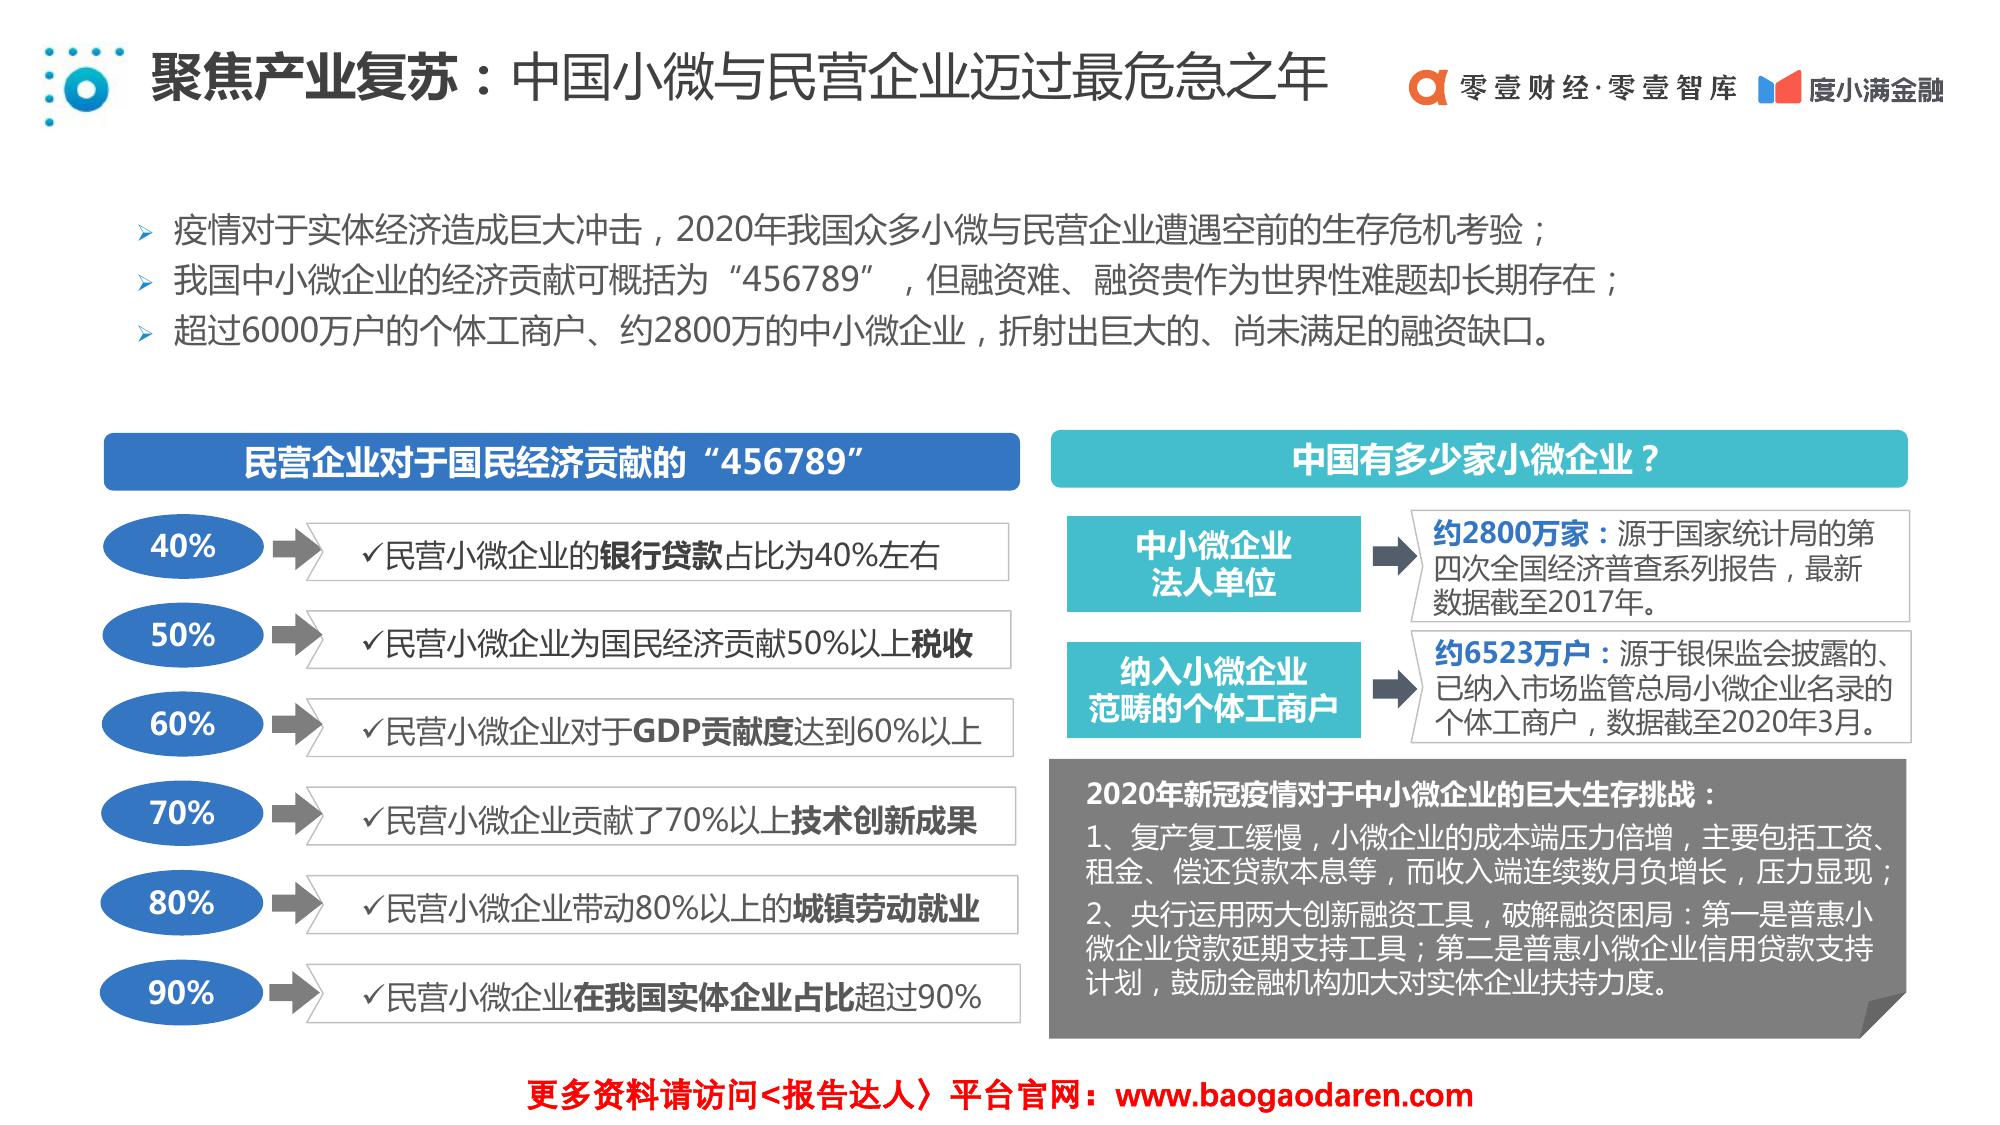 聚焦产业复苏：中国小微与民营企业迈过最危急之年
零壹财经·零壹智库
度小满金融
疫情对于实体经济造成巨大冲击，2020年我国众多小微与民营企业遭遇空前的生存危机考验；
我国中小微企业的经济贡献可概括为“456789”，但融资难、融资贵作为世界性难题却长期存在；
超过6000万户的个体工商户、约2800万的中小微企业，折射出巨大的、尚未满足的融资缺口。
民营企业对于国民经济贡献的“456789”
40%
✓民营小微企业的银行贷款占比为40%左右
50%
✓民营小微企业为国民经济贡献50%以上税收
60%
✓民营小微企业对于GDP贡献度达到60%以上
70%
✓民营小微企业贡献了70%以上技术创新成果
80%
✓民营小微企业带动80%以上的城镇劳动就业
90%
✓民营小微企业在我国实体企业占比超过90%
中国有多少家小微企业？
中小微企业
法人单位
约2800万家：源于国家统计局的第
四次全国经济普查系列报告，最新
数据截至2017年。
纳入小微企业
范畴的个体工商户
约6523万户：源于银保监会披露的、
已纳入市场监管总局小微企业名录的
个体工商户，数据截至2020年3月。
2020年新冠疫情对于中小微企业的巨大生存挑战：
1、复产复工缓慢，小微企业的成本端压力倍增，主要包括工资、
租金、偿还贷款本息等，而收入端连续数月负增长，压力显现；
2、央行运用两大创新融资工具，破解融资困局：第一是普惠小
微企业贷款延期支持工具；第二是普惠小微企业信用贷款支持
计划，鼓励金融机构加大对实体企业扶持力度。
更多资料请访问<报告达人〉平台官网：www.baogaodaren.com